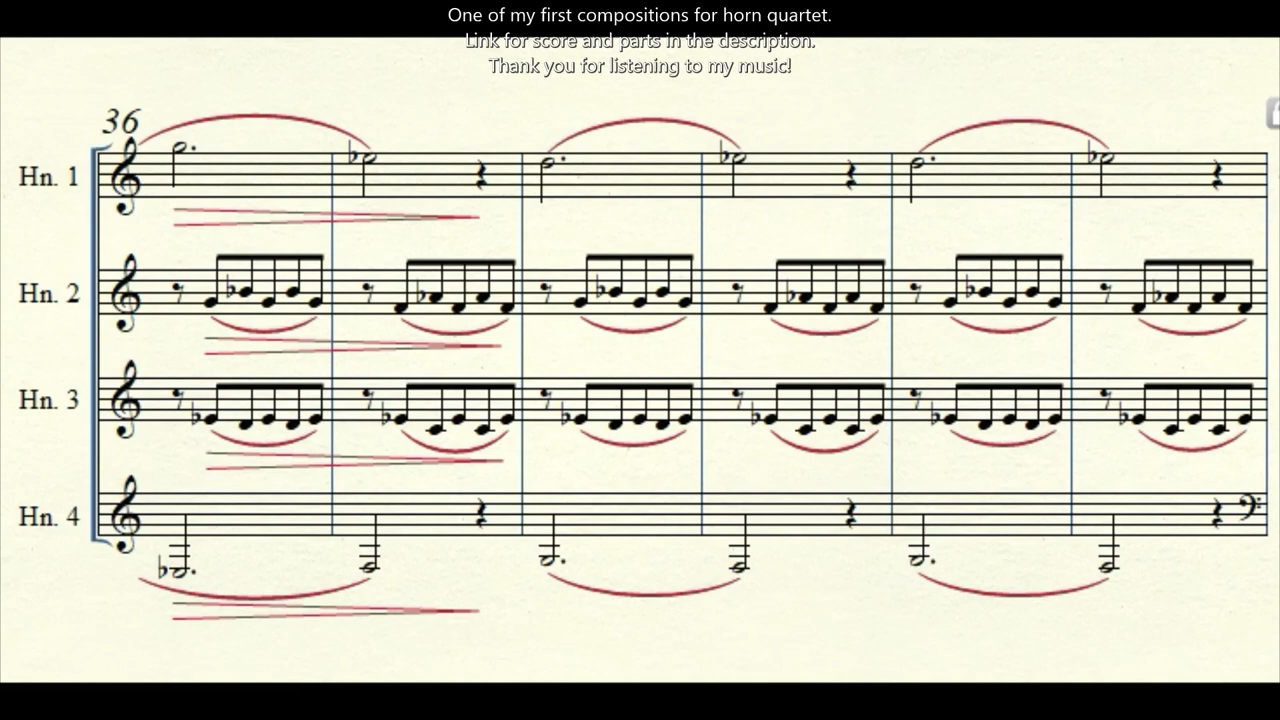 One of my first compositions for horn quartet.
Link for score and parts in the description.
Thank you for listening to my music!
36
Hn. 1
Hn. 2
Hn. 3
Hn. 4